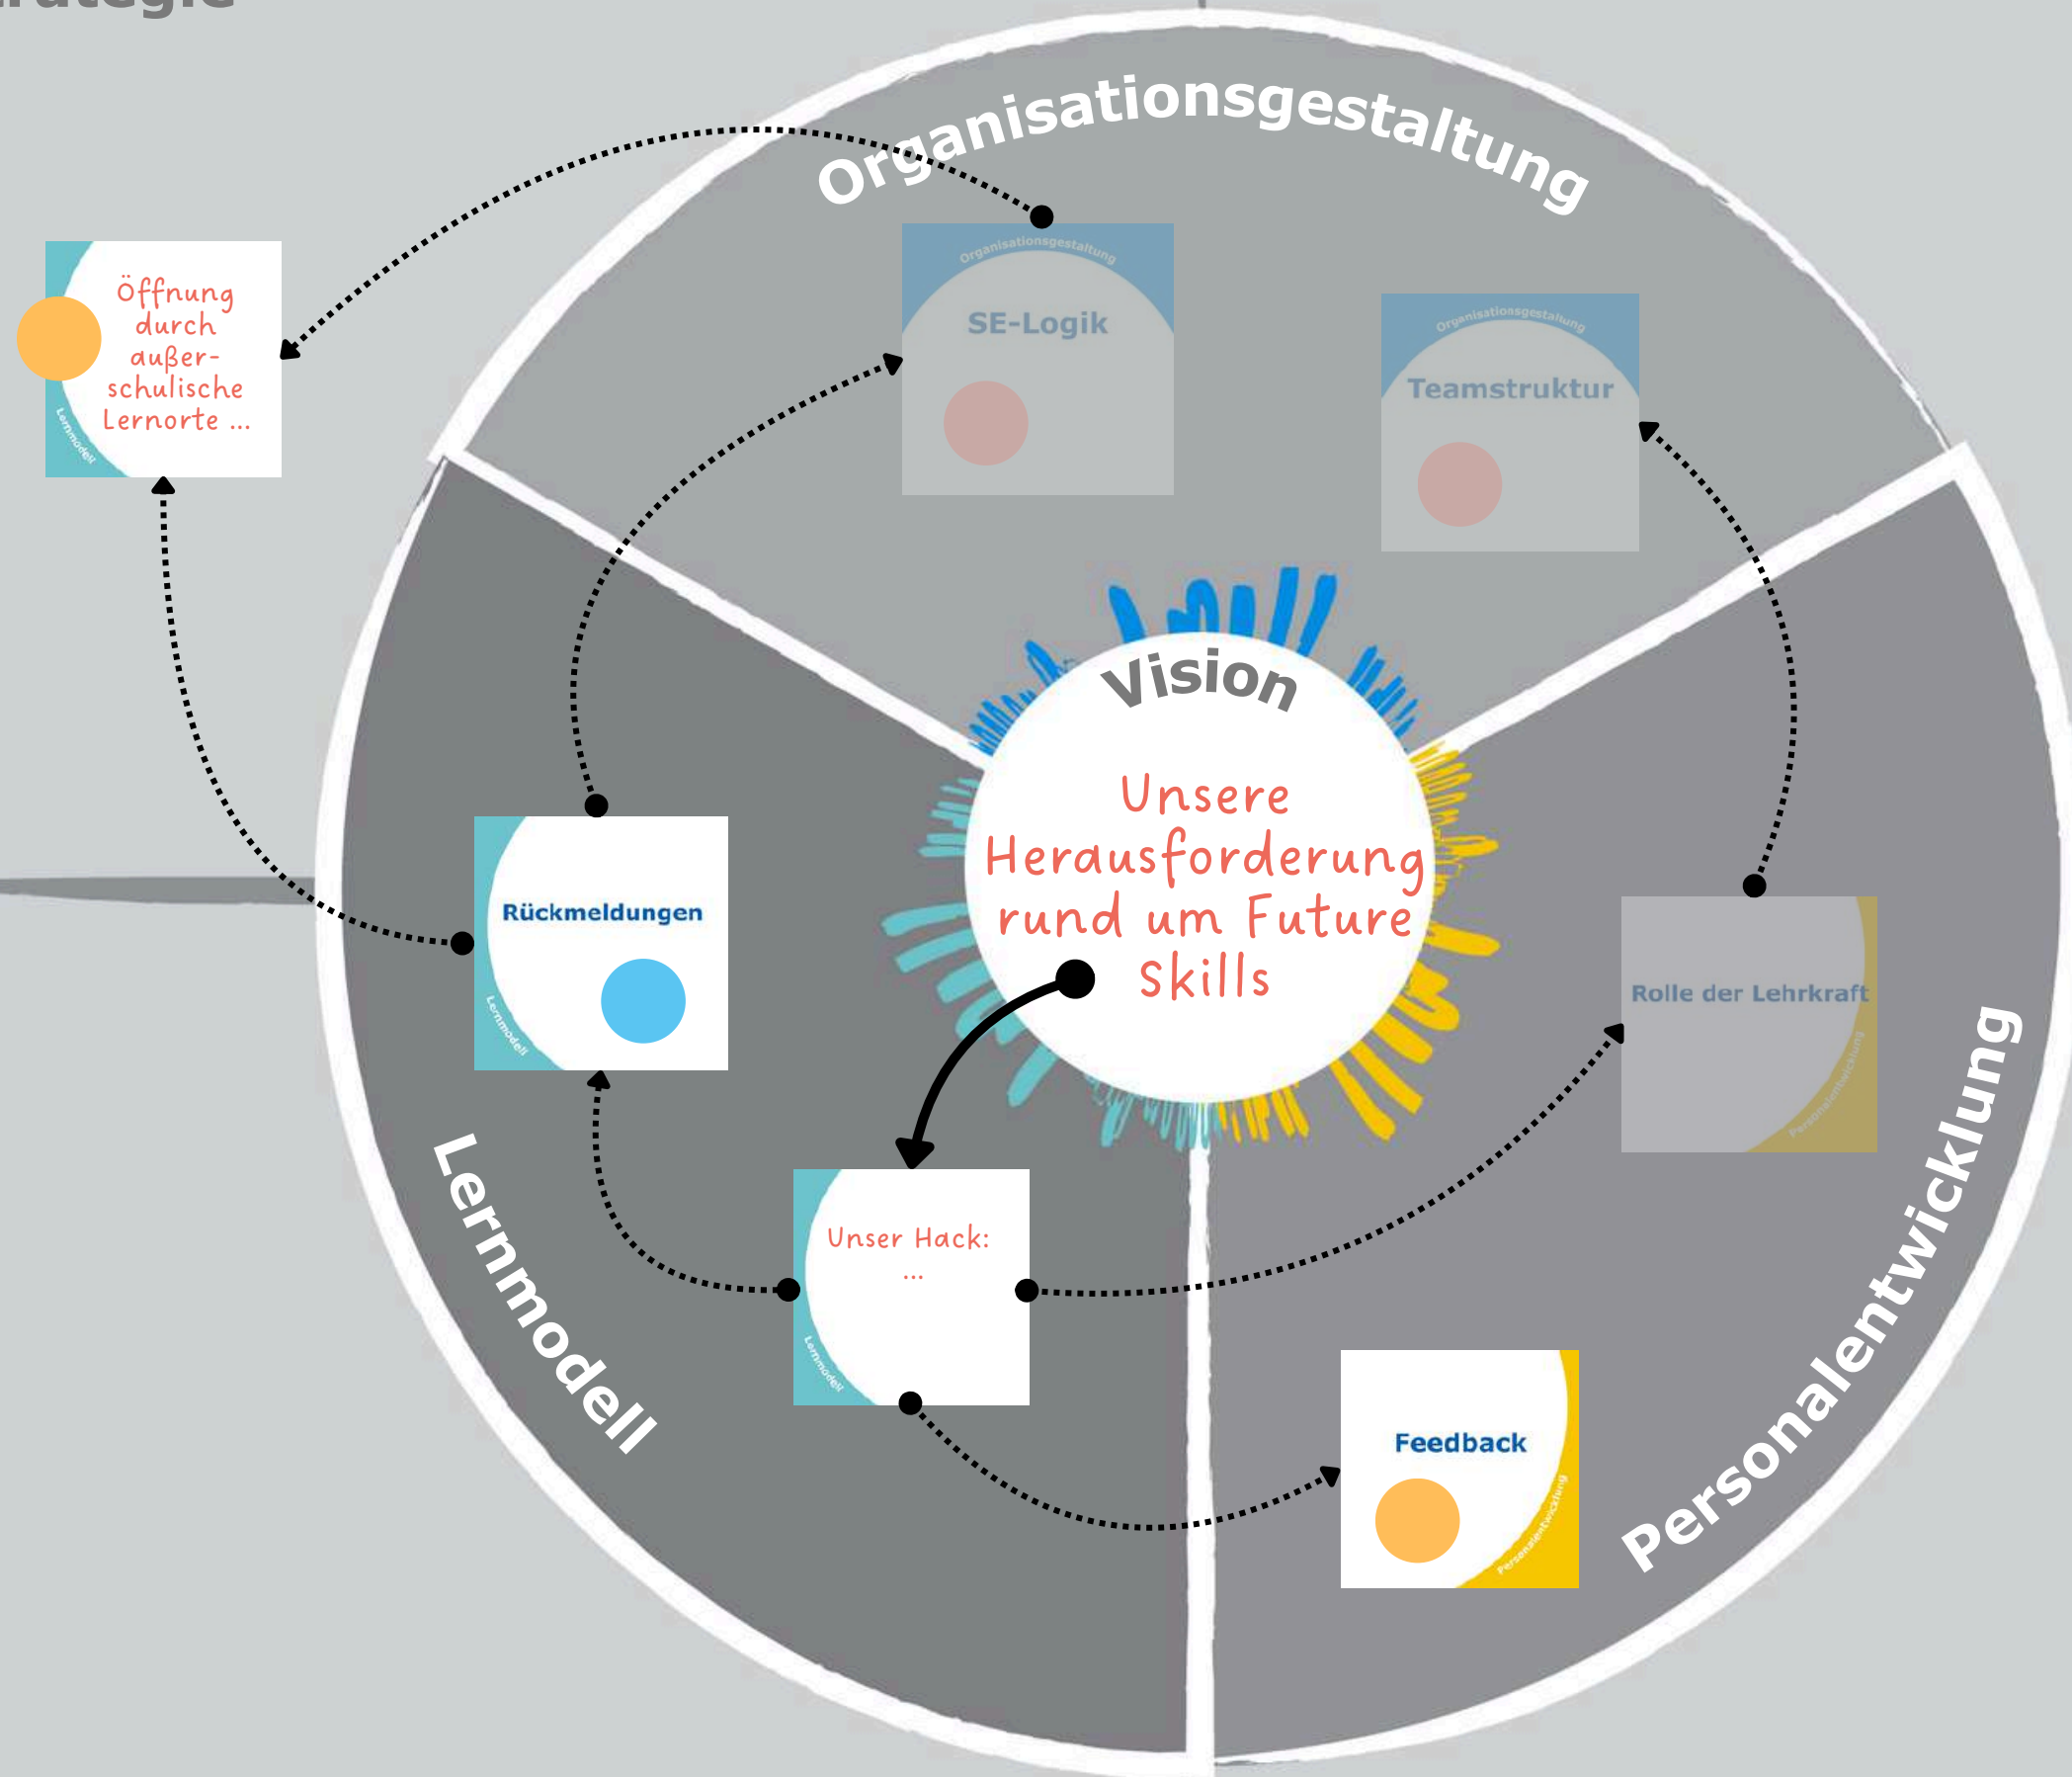 Organisationsgestaltung
Organisationsgestaltung
SE-Logik
Organisationsgestaltung
Teamstruktur
Öffnung
durch
außer-
schulische
Lernorte ...
Lernmodell
Vision
Unsere
Herausforderung
rund um Future
Skills
Rückmeldungen
Lernmodell
Rolle der Lehrkraft
Personalentwicklung
Lernmodell
Unser Hack:
...
Lernmodell
Feedback
Personalentwicklung
Personalentwicklung